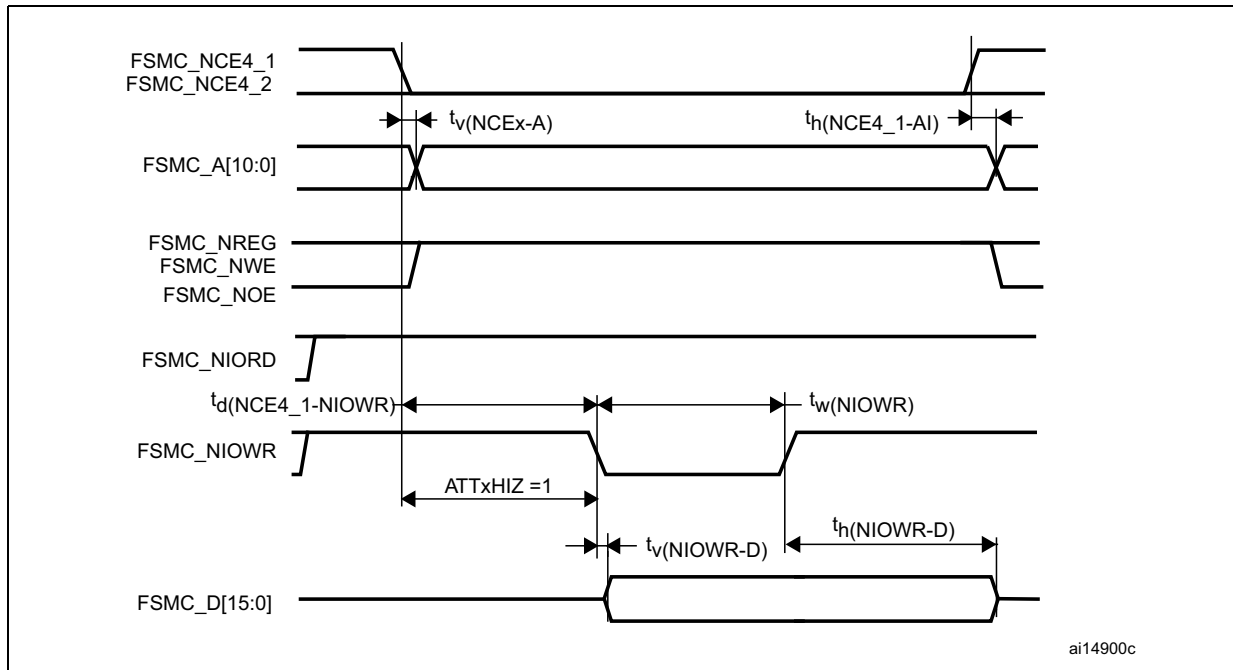 FSMC_NCE4_1
FSMC_NCE4_2
tv(NCEx-A)
th(NCE4_1-AI)
FSMC_A[10:0]
FSMC_NREG
FSMC_NWE
FSMC_NOE
FSMC_NIORD
td(NCE4_1-NIOWR)
tw(NIOWR)
FSMC_NIOWR
ATTxHIZ =1
tv(NIOWR-D)
th(NIOWR-D)
FSMC_D[15:0]
ai14900c